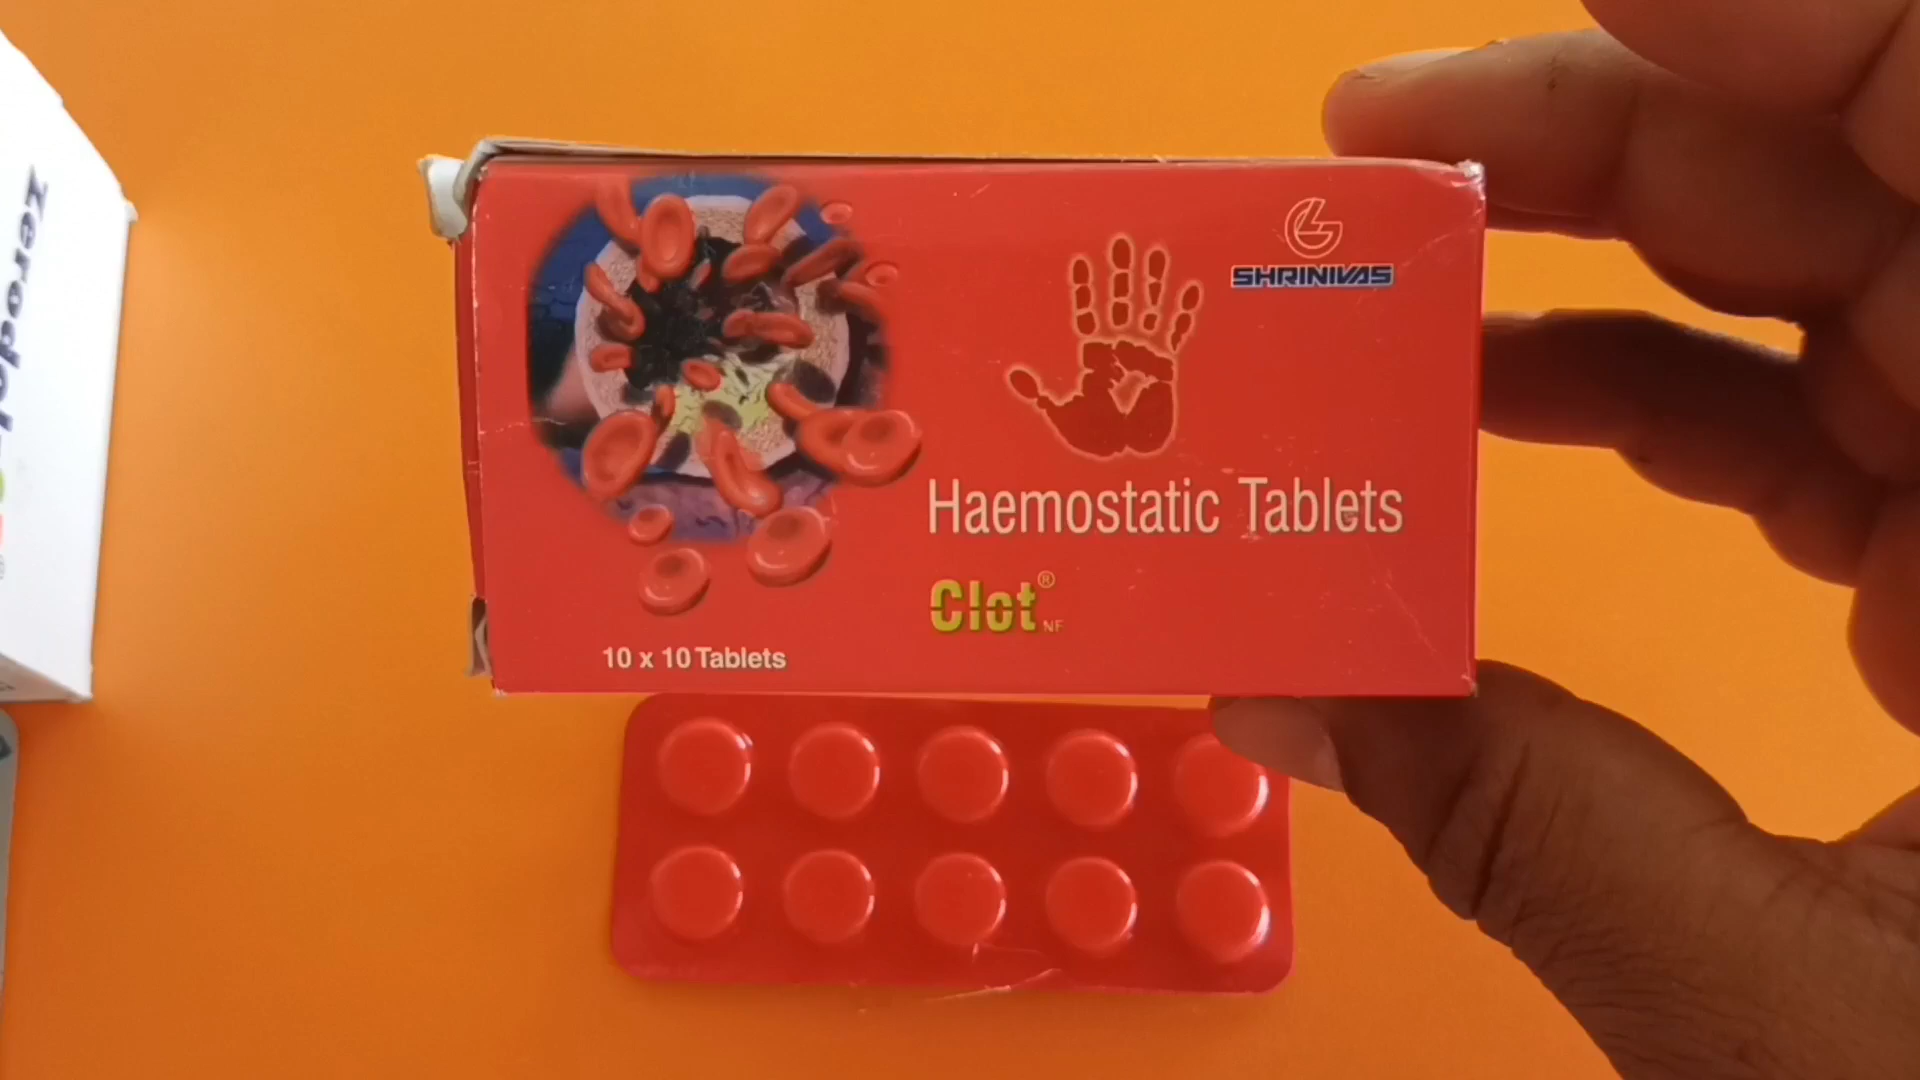 SHRINIVAS
Haemostatic Tablets
Clot® NF
10 x 10 Tablets